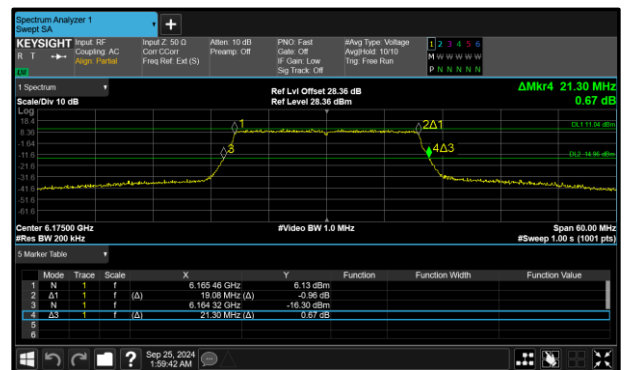 Spectrum Analyzer 1
Swept SA
KEYSIGHT Input: RF Input Z: 50 Ω Atten: 10 dB PNO: Fast #Avg Type: Voltage 1 2 3 4 5 6
R T Coupling: AC Corr CCorr Preamp: Off Gate: Off Avg|Hold: 10/10 M W W W W W
Align: Partial Freq Ref: Ext (S) IF Gain: Low Trig: Free Run
Sig Track: Off P N N N N N
1 Spectrum Ref Lvl Offset 28.36 dB ΔMkr4 21.30 MHz
Scale/Div 10 dB Ref Level 28.36 dBm 0.67 dB
Log
18.4
8.36 1 2Δ1 DL1 11.04 dBm
-1.64
-11.6 3 4Δ3 DL2 -14.96 dBm
-21.6
-31.6
-41.6
-51.6
-61.6
Center 6.17500 GHz #Video BW 1.0 MHz Span 60.00 MHz
#Res BW 200 kHz #Sweep 1.00 s (1001 pts)
5 Marker Table
Mode Trace Scale X Y Function Function Width Function Value
1 N 1 f 6.165 46 GHz 6.13 dBm
2 Δ1 1 f (Δ) 19.08 MHz (Δ) -0.96 dB
3 N 1 f 6.164 32 GHz -16.30 dBm
4 Δ3 1 f (Δ) 21.30 MHz (Δ) 0.67 dB
5
6
? Sep 25, 2024
1:59:42 AM